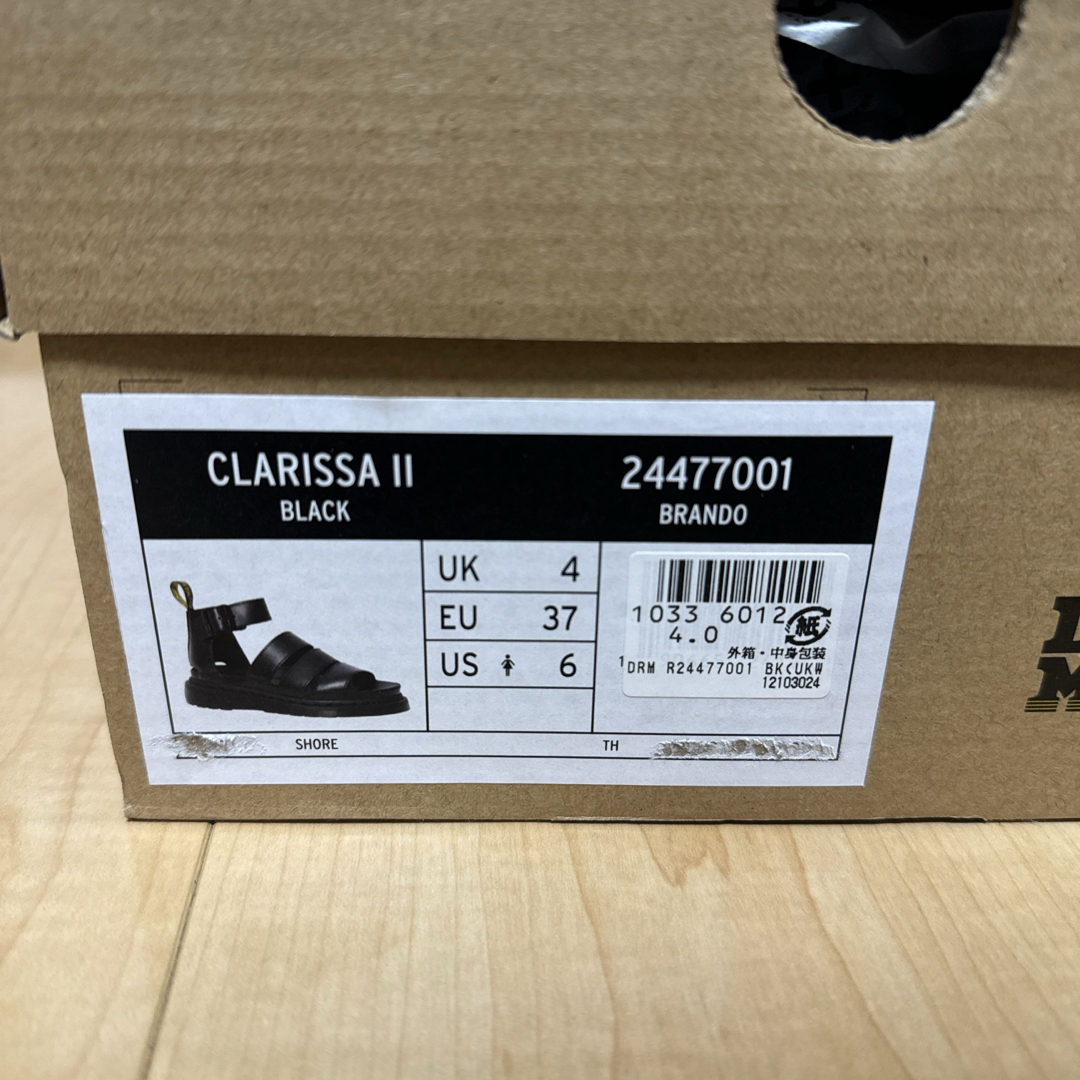 CLARISSA II
BLACK
24477001
BRANDO
UK 4
EU 37
US 6
1033 6012
4.0
紙
外箱・中身包装
DRM R24477001 BK<UKW
12103024
SHORE
TH